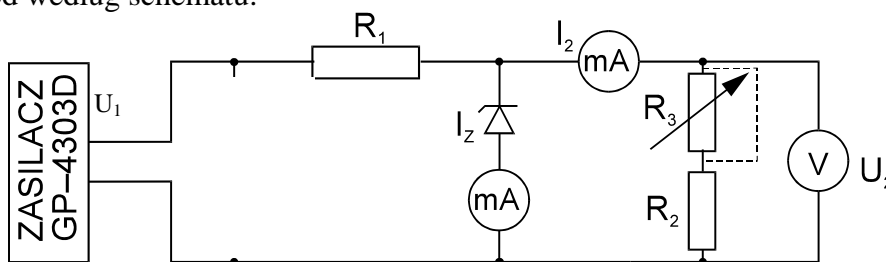 według schematu.
ZASILACZ
GP–4303D
U1
R1
I2
mA
IZ
mA
R3
R2
V
U2